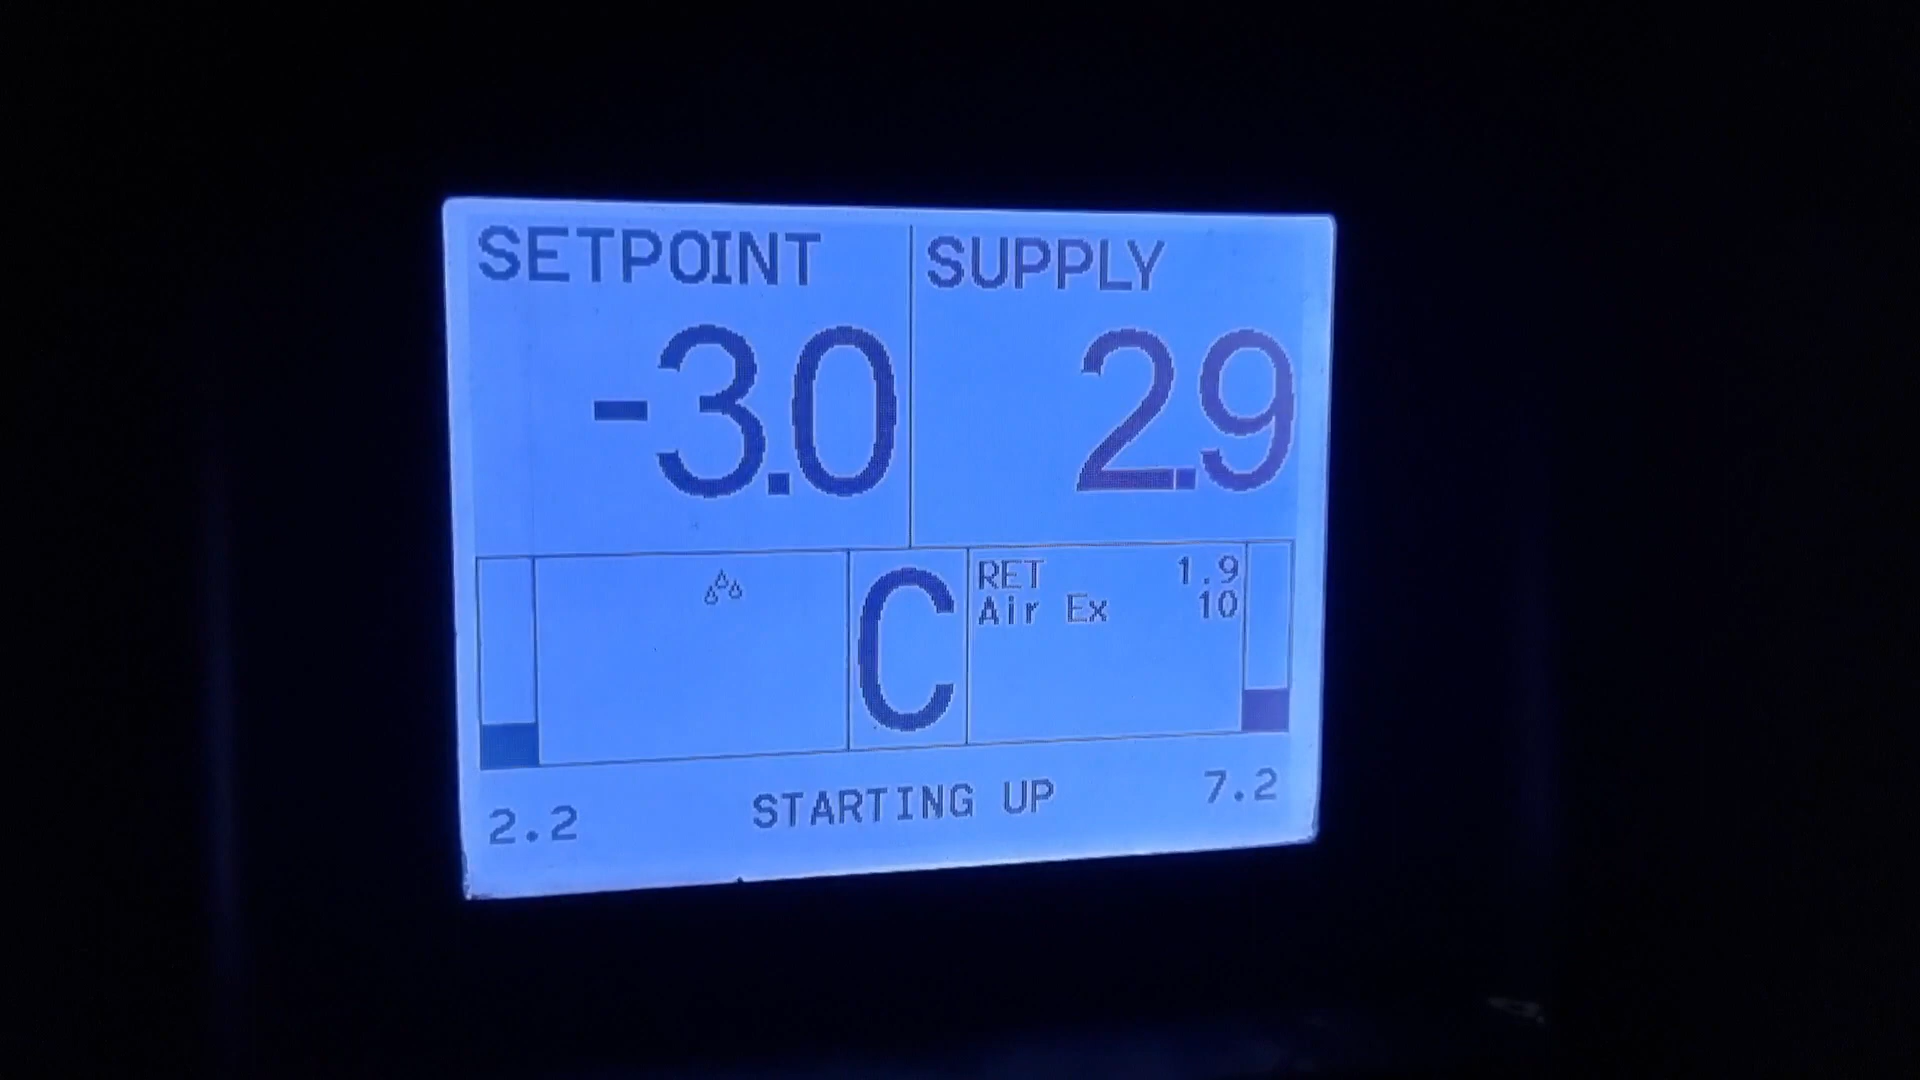 SETPOINT SUPPLY
-3.0 2.9
C RET 1.9
Air Ex 10
2.2 STARTING UP 7.2